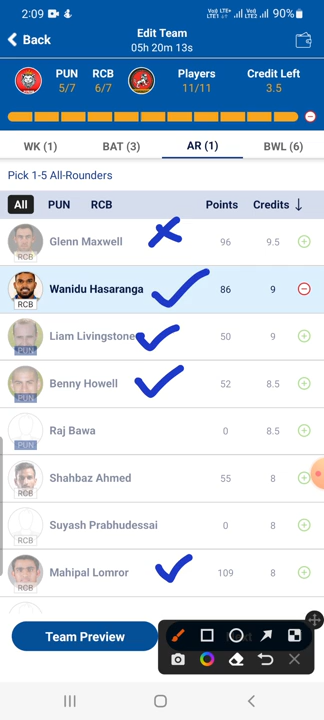 2:09
Vo)) LTE+
LTE1
Vo)) LTE2
90%
Edit Team
Back
05h 20m 13s
PUN
5/7
RCB
6/7
Players
11/11
Credit Left
3.5
WK (1)
BAT (3)
AR (1)
BWL (6)
Pick 1-5 All-Rounders
All
PUN
RCB
Points
Credits ↓
Glenn Maxwell
96
9.5
RCB
Wanidu Hasaranga
86
9
RCB
Liam Livingstone
50
9
PUN
Benny Howell
52
8.5
PUN
Raj Bawa
0
8.5
PUN
Shahbaz Ahmed
55
8
RCB
Suyash Prabhudessai
0
8
RCB
Mahipal Lomror
109
8
RCB
Team Preview